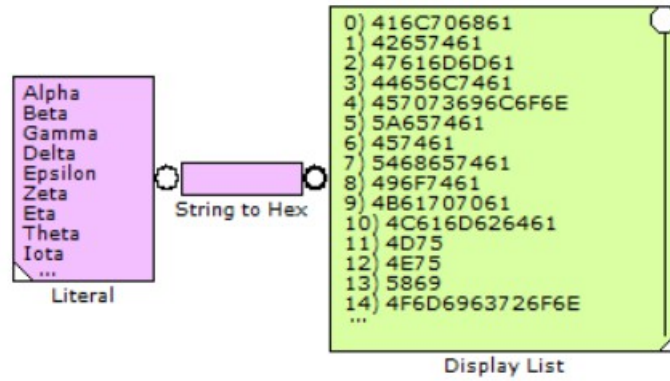 Alpha
Beta
Gamma
Delta
Epsilon
Zeta
Eta
Theta
Iota
...
Literal
String to Hex
0) 416C706861
1) 42657461
2) 47616D6D61
3) 44656C7461
4) 457073696C6F6E
5) 5A657461
6) 457461
7) 5468657461
8) 496F7461
9) 4B61707061
10) 4C616D626461
11) 4D75
12) 4E75
13) 5869
14) 4F6D6963726F6E
...
Display List